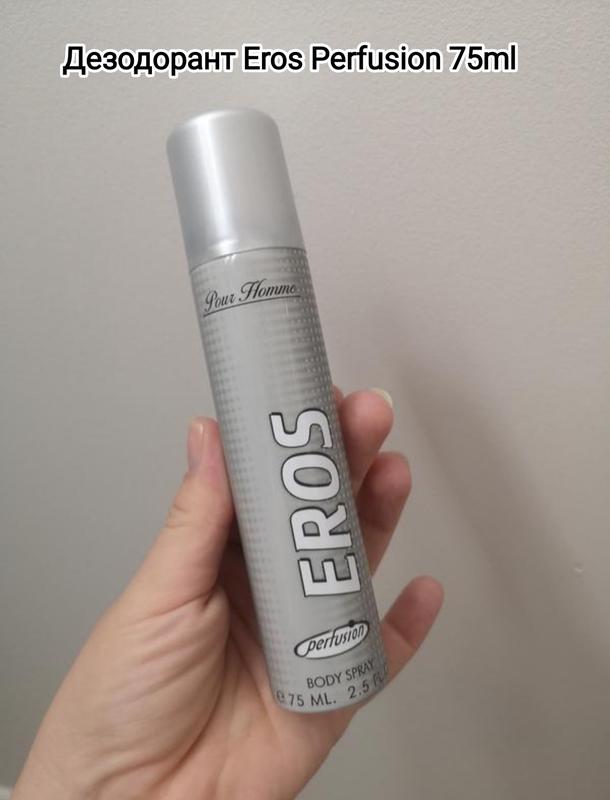 Дезодорант Eros Perfusion 75ml
Pour Homme
EROS
perfusion
BODY SPRAY
℮75 ML. 2.5